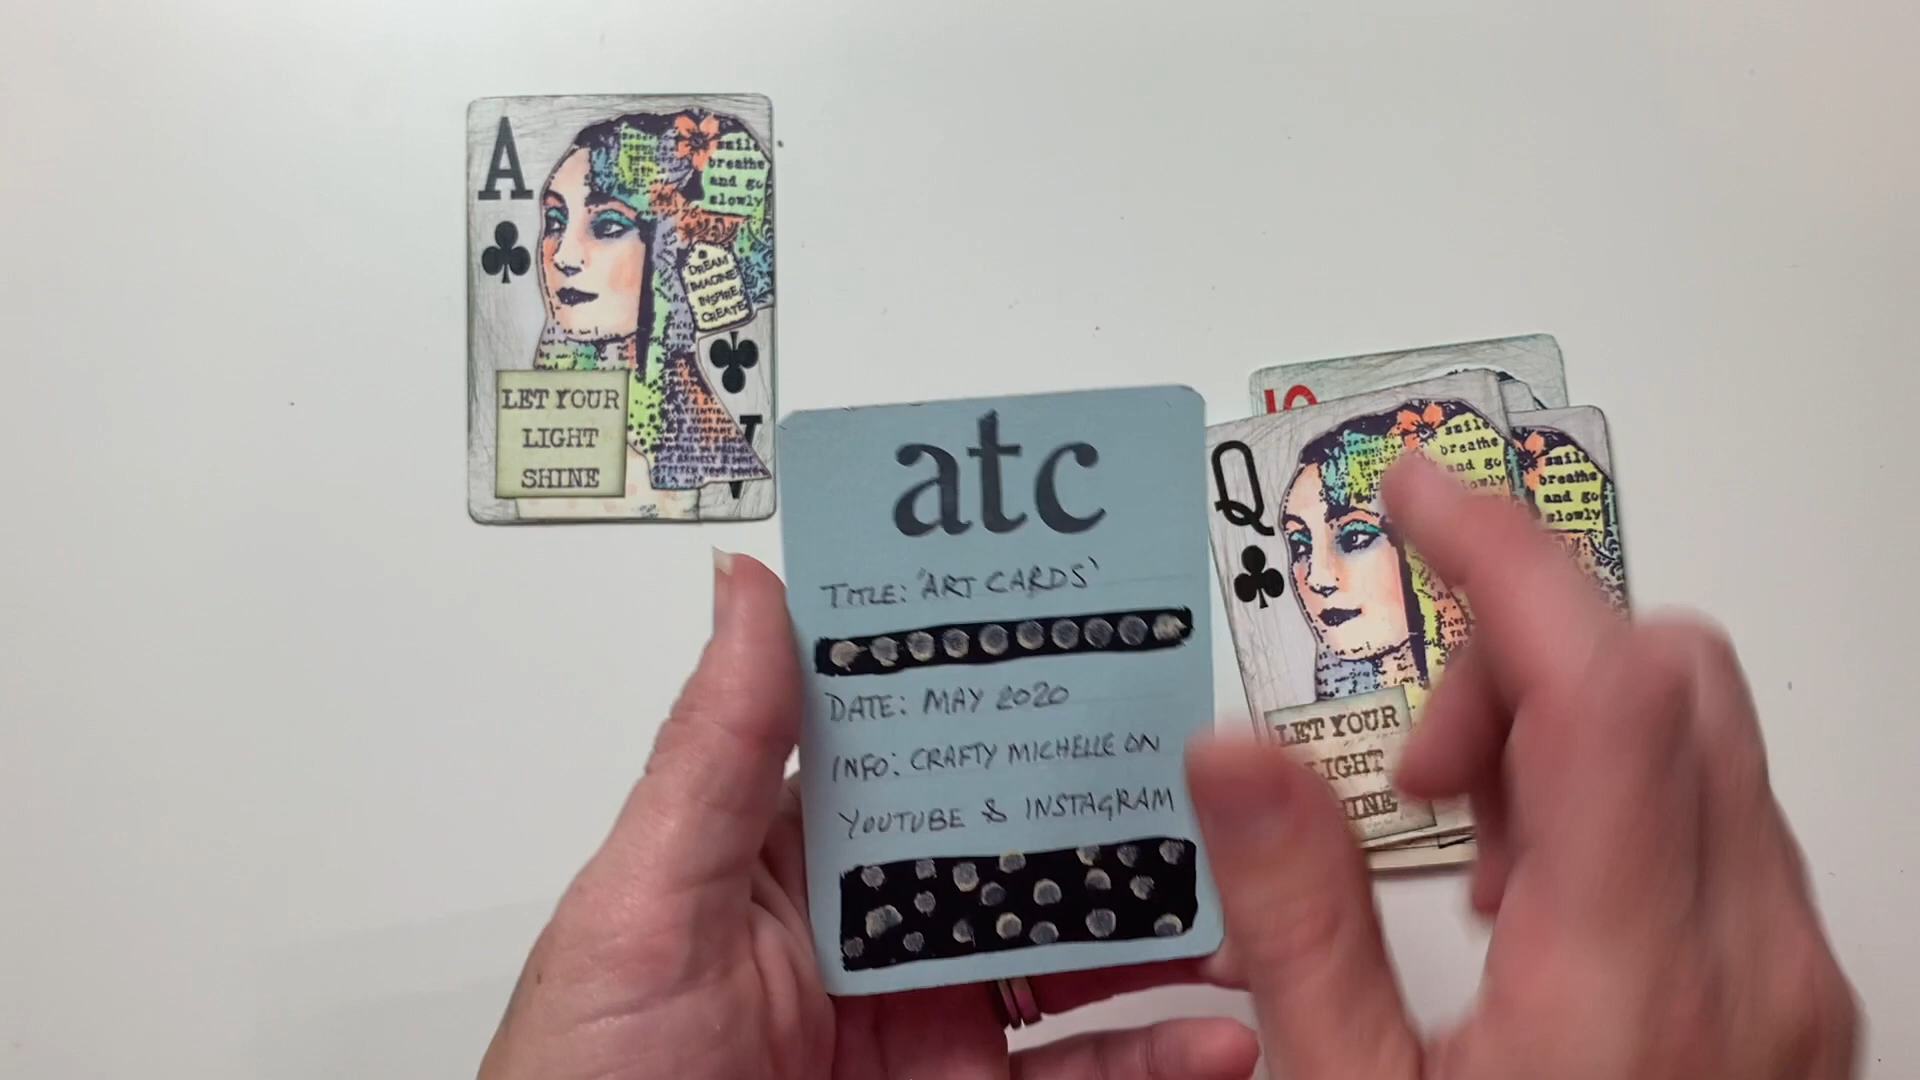 A
smile
breathe
and go
slowly
DREAM
IMAGINE
INSPIRE
CREATE
LET YOUR
LIGHT
SHINE
atc
TITLE: 'ART CARDS'
DATE: MAY 2020
INFO: CRAFTY MICHELLE ON
YOUTUBE & INSTAGRAM
10
Q
smile
breathe
and go
slowly
smile
breathe
and go
slowly
LET YOUR
LIGHT